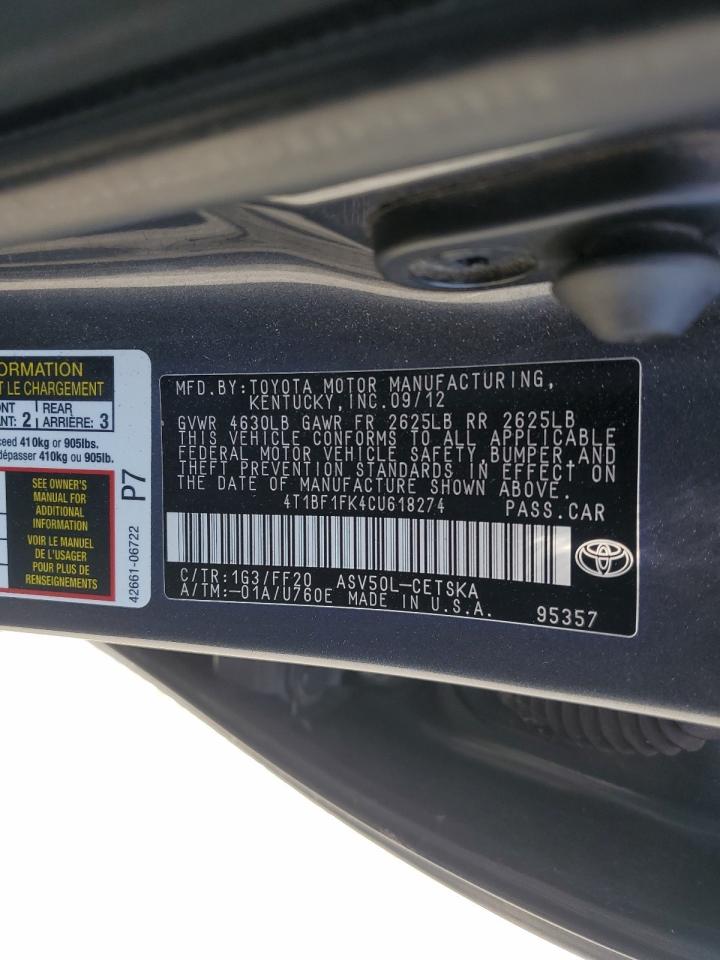 ORMATION
T LE CHARGEMENT
NT REAR
ANT: 2 ARRIÈRE: 3
ceed 410kg or 905lbs.
dépasser 410kg ou 905lb.
SEE OWNER'S
MANUAL FOR
ADDITIONAL
INFORMATION
VOIR LE MANUEL
DE L'USAGER
POUR PLUS DE
RENSEIGNEMENTS
42661-06722
P7
MFD.BY:TOYOTA MOTOR MANUFACTURING,
KENTUCKY,INC.09/12
GVWR 4630LB GAWR FR 2625LB RR 2625LB
THIS VEHICLE CONFORMS TO ALL APPLICABLE
FEDERAL MOTOR VEHICLE SAFETY, BUMPER,AND
THEFT PREVENTION STANDARDS IN EFFECT ON
THE DATE OF MANUFACTURE SHOWN ABOVE.
4T1BF1FK4CU618274 PASS.CAR
C/TR:1G3/FF20 ASV50L-CETSKA
A/TM:-01A/U760E MADE IN U.S.A.
95357